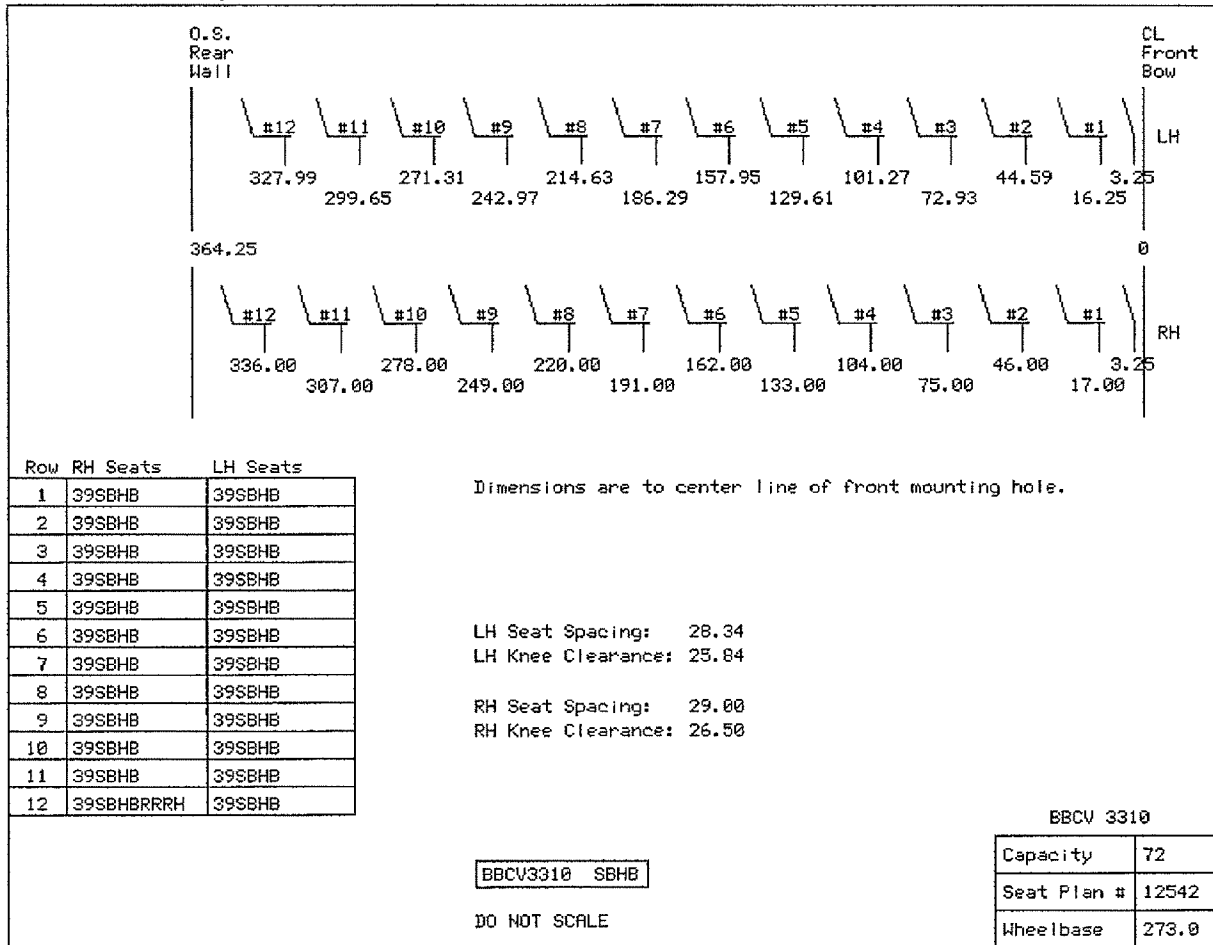 O.S.
Rear
Wall
CL
Front
Bow
#12 #11 #10 #9 #8 #7 #6 #5 #4 #3 #2 #1 LH
327.99 271.31 214.63 157.95 101.27 44.59 3.25
299.65 242.97 186.29 129.61 72.93 16.25
364.25 0
#12 #11 #10 #9 #8 #7 #6 #5 #4 #3 #2 #1 RH
336.00 278.00 220.00 162.00 104.00 46.00 3.25
307.00 249.00 191.00 133.00 75.00 17.00
Row RH Seats LH Seats
1 39SBHB 39SBHB
2 39SBHB 39SBHB
3 39SBHB 39SBHB
4 39SBHB 39SBHB
5 39SBHB 39SBHB
6 39SBHB 39SBHB
7 39SBHB 39SBHB
8 39SBHB 39SBHB
9 39SBHB 39SBHB
10 39SBHB 39SBHB
11 39SBHB 39SBHB
12 39SBHBRRRH 39SBHB
Dimensions are to center line of front mounting hole.
LH Seat Spacing: 28.34
LH Knee Clearance: 25.84
RH Seat Spacing: 29.00
RH Knee Clearance: 26.50
BBCV3310 SBHB
DO NOT SCALE
BBCV 3310
Capacity 72
Seat Plan # 12542
Wheelbase 273.0